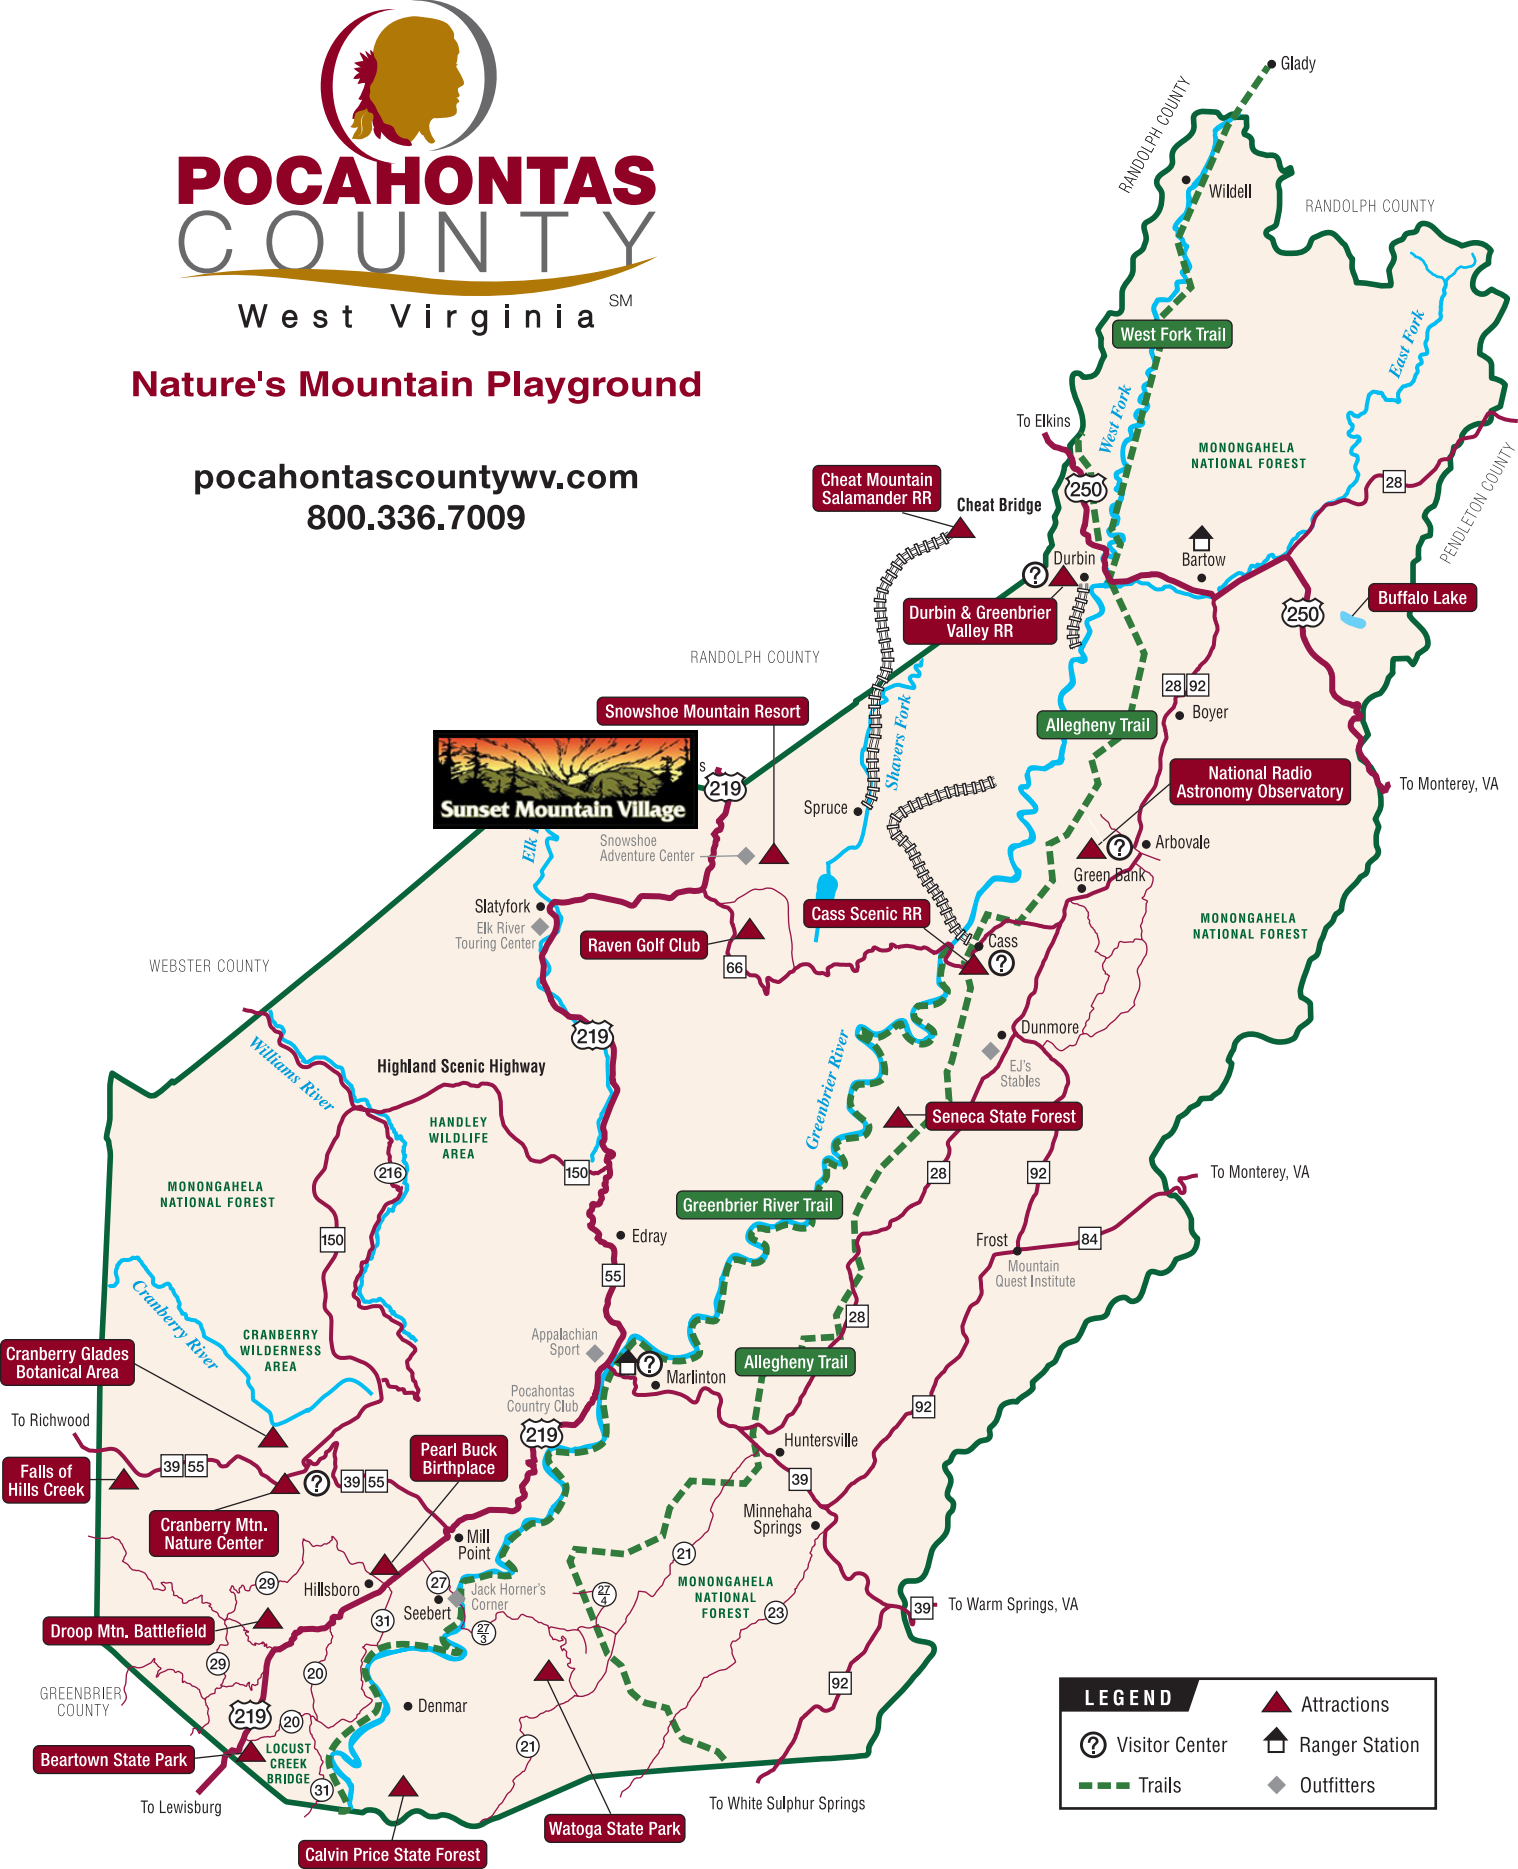 POCAHONTAS
COUNTY
West Virginia SM
Nature's Mountain Playground
pocahontascountywv.com
800.336.7009
Glady
RANDOLPH COUNTY
Wildell
RANDOLPH COUNTY
West Fork Trail
East Fork
West Fork
To Elkins
MONONGAHELA
NATIONAL FOREST
28
PENDLETON COUNTY
250
Cheat Mountain
Salamander RR
Cheat Bridge
Durbin
Bartow
?
Durbin & Greenbrier
Valley RR
250
Buffalo Lake
RANDOLPH COUNTY
28 92
Boyer
Snowshoe Mountain Resort
Allegheny Trail
Shavers Fork
Sunset Mountain Village
s
219
National Radio
Astronomy Observatory
To Monterey, VA
Spruce
Elk
Snowshoe
Adventure Center
?
Arbovale
Green Bank
Slatyfork
Elk River
Touring Center
Raven Golf Club
Cass Scenic RR
MONONGAHELA
NATIONAL FOREST
Cass
?
66
WEBSTER COUNTY
219
Dunmore
EJ's
Stables
Williams River
Highland Scenic Highway
Greenbrier River
HANDLEY
WILDLIFE
AREA
Seneca State Forest
216
150
28
92
To Monterey, VA
MONONGAHELA
NATIONAL FOREST
Greenbrier River Trail
150
Edray
Frost
84
Mountain
Quest Institute
55
Cranberry River
28
CRANBERRY
WILDERNESS
AREA
Appalachian
Sport
?
Allegheny Trail
Cranberry Glades
Botanical Area
Marlinton
Pocahontas
Country Club
92
To Richwood
219
Huntersville
Pearl Buck
Birthplace
39 55
39 55
?
39
Falls of
Hills Creek
Cranberry Mtn.
Nature Center
Minnehaha
Springs
Mill
Point
21
29
Hillsboro
27
Jack Horner's
Corner
27
4
MONONGAHELA
NATIONAL
FOREST
Seebert
23
39
To Warm Springs, VA
31
27
3
Droop Mtn. Battlefield
29
20
92
GREENBRIER
COUNTY
Denmar
219
20
21
Beartown State Park
LOCUST
CREEK
BRIDGE
31
To Lewisburg
To White Sulphur Springs
Watoga State Park
Calvin Price State Forest
LEGEND
Attractions
? Visitor Center
Ranger Station
Trails
Outfitters